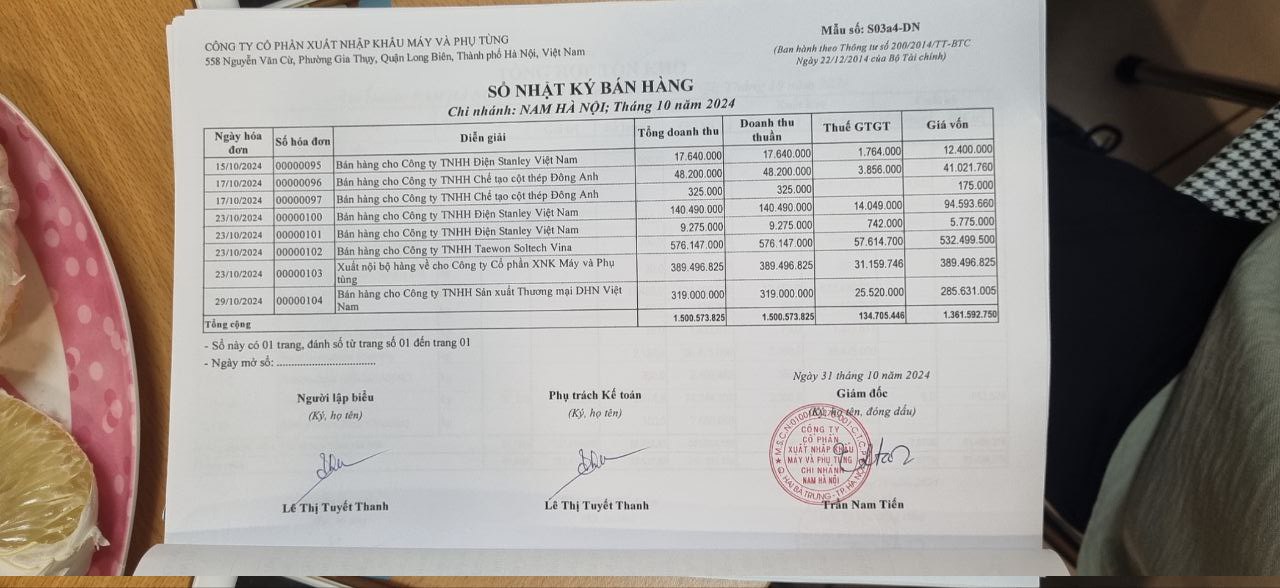 CÔNG TY CỔ PHẦN XUẤT NHẬP KHẨU MÁY VÀ PHỤ TÙNG
558 Nguyễn Văn Cừ, Phường Gia Thụy, Quận Long Biên, Thành phố Hà Nội, Việt Nam
Mẫu số: S03a4-DN
(Ban hành theo Thông tư số 200/2014/TT-BTC
Ngày 22/12/2014 của Bộ Tài chính)
SỔ NHẬT KÝ BÁN HÀNG
Chi nhánh: NAM HÀ NỘI; Tháng 10 năm 2024
Ngày hóa đơn Số hóa đơn Diễn giải Tổng doanh thu Doanh thu thuần Thuế GTGT Giá vốn
15/10/2024 00000095 Bán hàng cho Công ty TNHH Điện Stanley Việt Nam 17.640.000 17.640.000 1.764.000 12.400.000
17/10/2024 00000096 Bán hàng cho Công ty TNHH Chế tạo cột thép Đông Anh 48.200.000 48.200.000 3.856.000 41.021.760
17/10/2024 00000097 Bán hàng cho Công ty TNHH Chế tạo cột thép Đông Anh 325.000 325.000 175.000
23/10/2024 00000100 Bán hàng cho Công ty TNHH Điện Stanley Việt Nam 140.490.000 140.490.000 14.049.000 94.593.660
23/10/2024 00000101 Bán hàng cho Công ty TNHH Điện Stanley Việt Nam 9.275.000 9.275.000 742.000 5.775.000
23/10/2024 00000102 Bán hàng cho Công ty TNHH Taewon Soltech Vina 576.147.000 576.147.000 57.614.700 532.499.500
23/10/2024 00000103 Xuất nội bộ hàng về cho Công ty Cổ phần XNK Máy và Phụ tùng 389.496.825 389.496.825 31.159.746 389.496.825
29/10/2024 00000104 Bán hàng cho Công ty TNHH Sản xuất Thương mại DHN Việt Nam 319.000.000 319.000.000 25.520.000 285.631.005
Tổng cộng 1.500.573.825 1.500.573.825 134.705.446 1.361.592.750
- Sổ này có 01 trang, đánh số từ trang số 01 đến trang 01
- Ngày mở sổ: ..................................
Ngày 31 tháng 10 năm 2024
Người lập biểu Phụ trách Kế toán Giám đốc
(Ký, họ tên) (Ký, họ tên) (Ký, họ tên, đóng dấu)
CÔNG TY
CỔ PHẦN
XUẤT NHẬP KHẨU
MÁY VÀ PHỤ TÙNG
CHI NHÁNH
NAM HÀ NỘI
HAI BÀ TRƯNG - TP. HÀ NỘI
Lê Thị Tuyết Thanh Lê Thị Tuyết Thanh Trần Nam Tiến